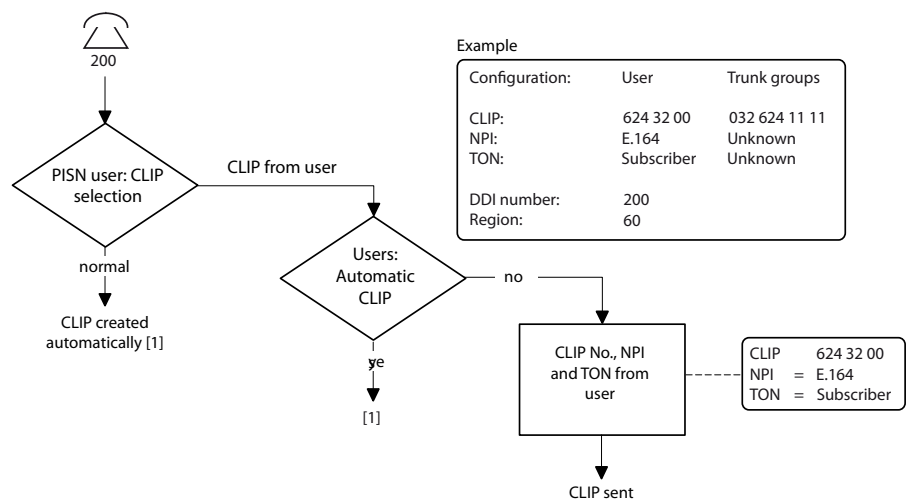 200
Example
Configuration: User Trunk groups
CLIP: 624 32 00 032 624 11 11
NPI: E.164 Unknown
TON: Subscriber Unknown
DDI number: 200
Region: 60
PISN user: CLIP
selection
CLIP from user
normal
CLIP created
automatically [1]
Users:
Automatic
CLIP
no
ye
[1]
CLIP No., NPI
and TON from
user
CLIP 624 32 00
NPI = E.164
TON = Subscriber
CLIP sent